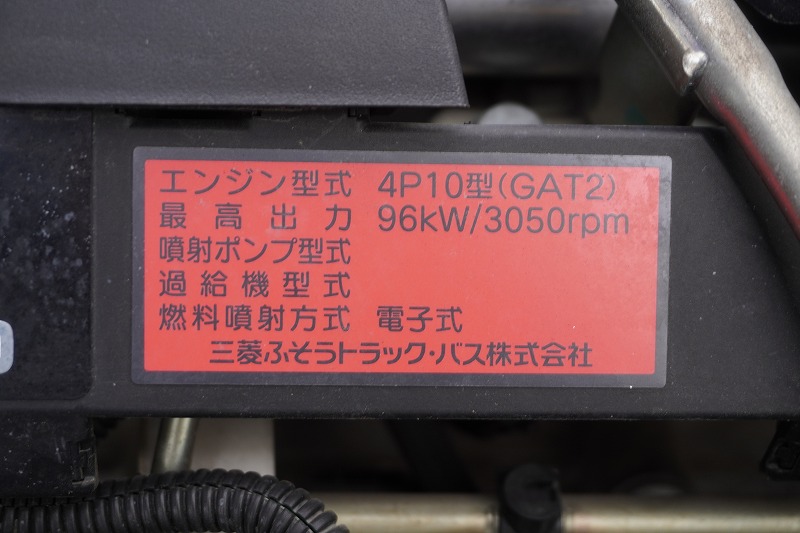 エンジン型式 4P10型(GAT2)
最高出力 96kW/3050rpm
噴射ポンプ型式
過給機型式
燃料噴射方式 電子式
三菱ふそうトラック・バス株式会社